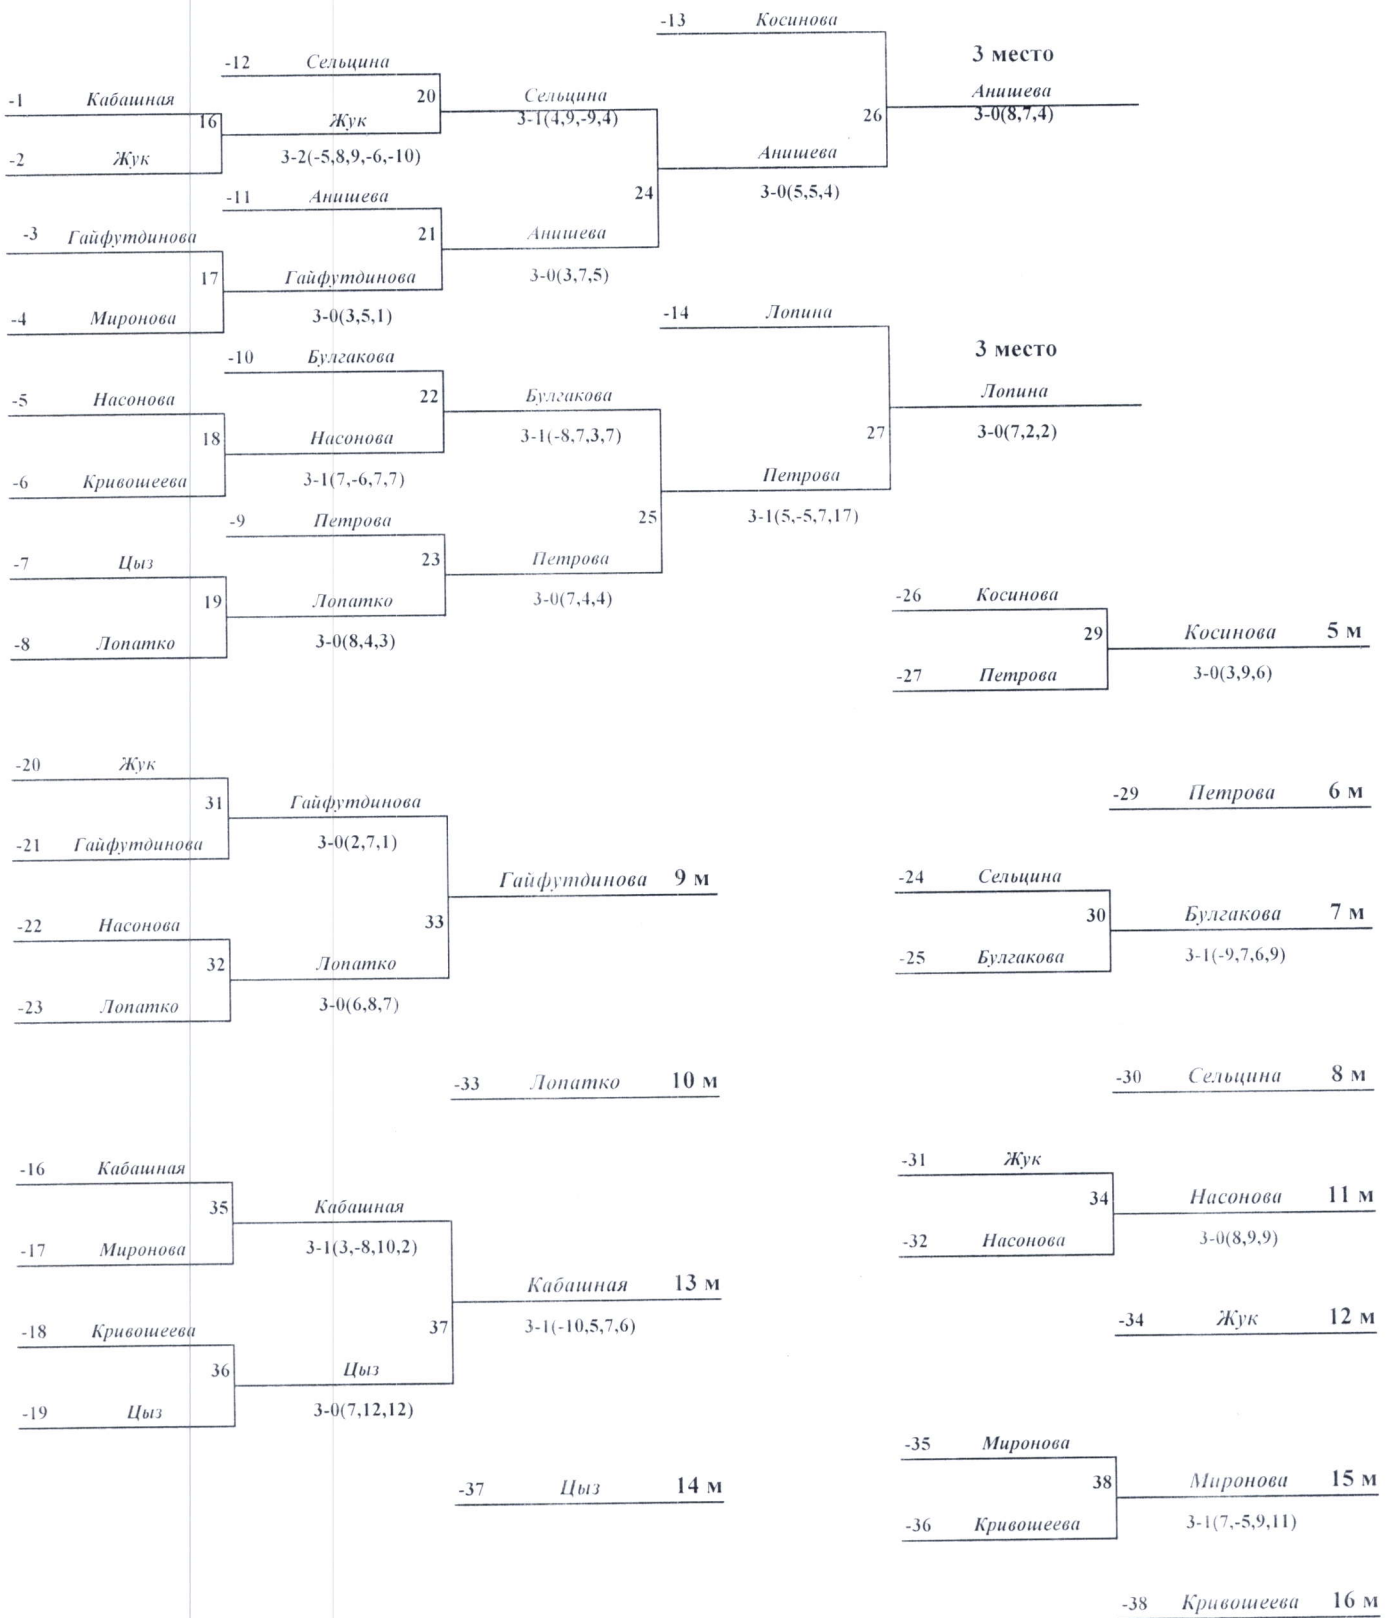 -13 Косинова
3 место
-12 Сельцина
20 Сельцина
Анишева
-1 Кабашная
16 Жук
3-1(4,9,-9,4)
26 3-0(8,7,4)
-2 Жук
3-2(-5,8,9,-6,-10)
Анишева
24 3-0(5,5,4)
-11 Анишева
-3 Гайфутдинова
21 Анишева
17 Гайфутдинова
3-0(3,7,5)
-4 Миронова
3-0(3,5,1)
-14 Лопина
-10 Булгакова
3 место
-5 Насонова
22 Булгакова
Лопина
18 Насонова
3-1(-8,7,3,7)
27 3-0(7,2,2)
-6 Кривошеева
3-1(7,-6,7,7)
Петрова
-9 Петрова
25 3-1(5,-5,7,17)
-7 Цыз
23 Петрова
19 Лопатко
3-0(7,4,4)
-26 Косинова
-8 Лопатко
3-0(8,4,3)
29 Косинова 5 м
-27 Петрова
3-0(3,9,6)
-20 Жук
31 Гайфутдинова
-29 Петрова 6 м
-21 Гайфутдинова
3-0(2,7,1)
Гайфутдинова 9 м
-24 Сельцина
-22 Насонова
33
30 Булгакова 7 м
32 Лопатко
-25 Булгакова
3-1(-9,7,6,9)
-23 Лопатко
3-0(6,8,7)
-33 Лопатко 10 м
-30 Сельцина 8 м
-16 Кабашная
-31 Жук
35 Кабашная
34 Насонова 11 м
-17 Миронова
3-1(3,-8,10,2)
-32 Насонова
3-0(8,9,9)
Кабашная 13 м
-18 Кривошеева
37 3-1(-10,5,7,6)
-34 Жук 12 м
36 Цыз
-19 Цыз
3-0(7,12,12)
-35 Миронова
-37 Цыз 14 м
38 Миронова 15 м
-36 Кривошеева
3-1(7,-5,9,11)
-38 Кривошеева 16 м